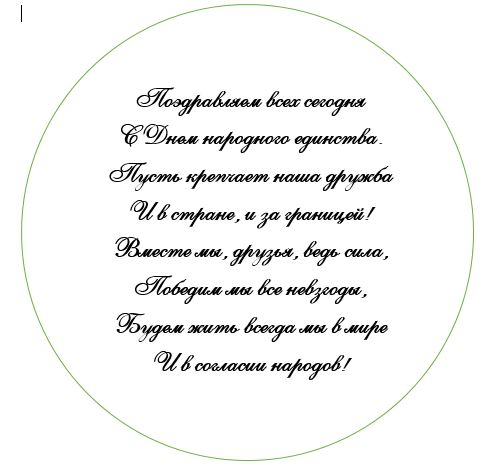 Поздравляем всех сегодня
С Днем народного единства.
Пусть крепчает наша дружба
И в стране, и за границей!
Вместе мы, друзья, ведь сила,
Победим мы все невзгоды,
Будем жить всегда мы в мире
И в согласии народов!